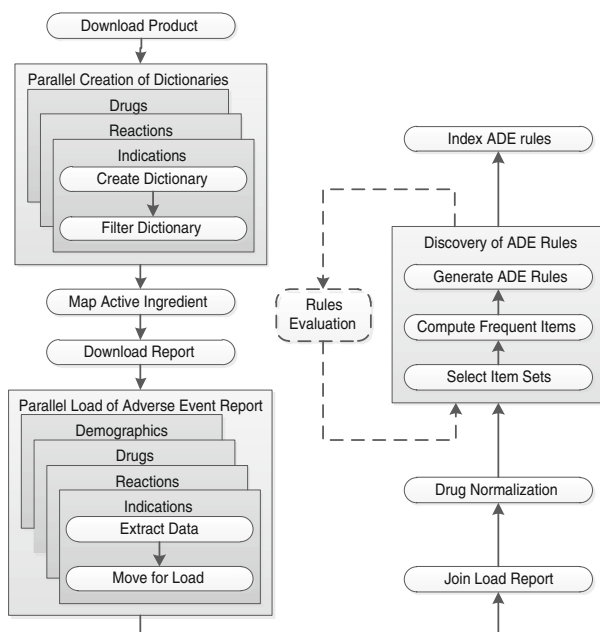 Download Product
Parallel Creation of Dictionaries
Drugs
Reactions
Indications
Create Dictionary
Filter Dictionary
Map Active Ingredient
Download Report
Parallel Load of Adverse Event Report
Demographics
Drugs
Reactions
Indications
Extract Data
Move for Load
Index ADE rules
Discovery of ADE Rules
Generate ADE Rules
Compute Frequent Items
Select Item Sets
Rules
Evaluation
Drug Normalization
Join Load Report